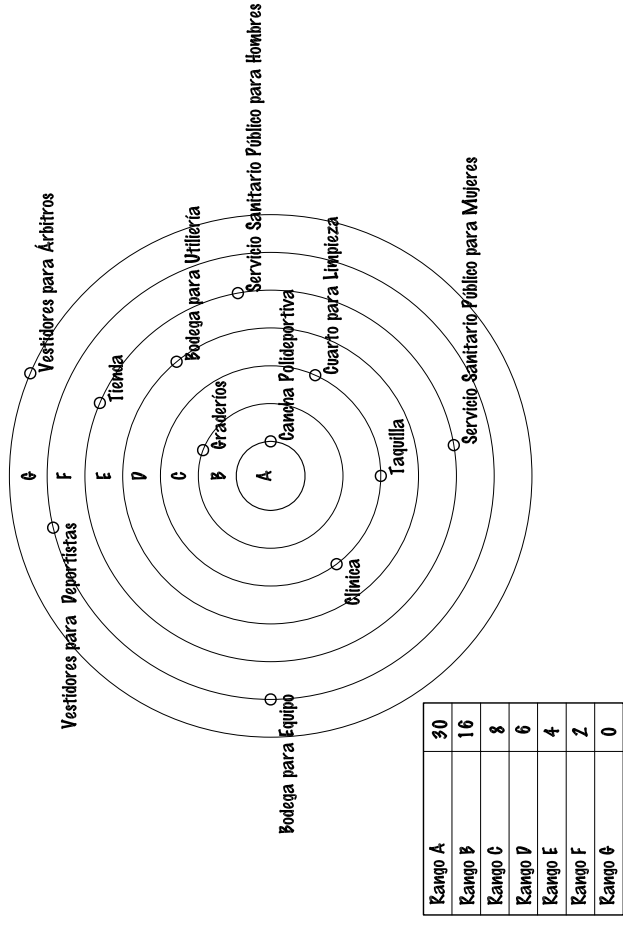 Vestidores para Árbitros
Vestidores para Deportistas
Tienda
Bodega para Utiliería
Servicio Sanitario Público para Hombres
Graderíos
Cancha Polideportiva
Cuarto para Limpieza
Clínica
Taquilla
Servicio Sanitario Público para Mujeres
Bodega para Equipo
G
F
E
D
C
B
A
Rango A 30
Rango B 16
Rango C 8
Rango D 6
Rango E 4
Rango F 2
Rango G 0